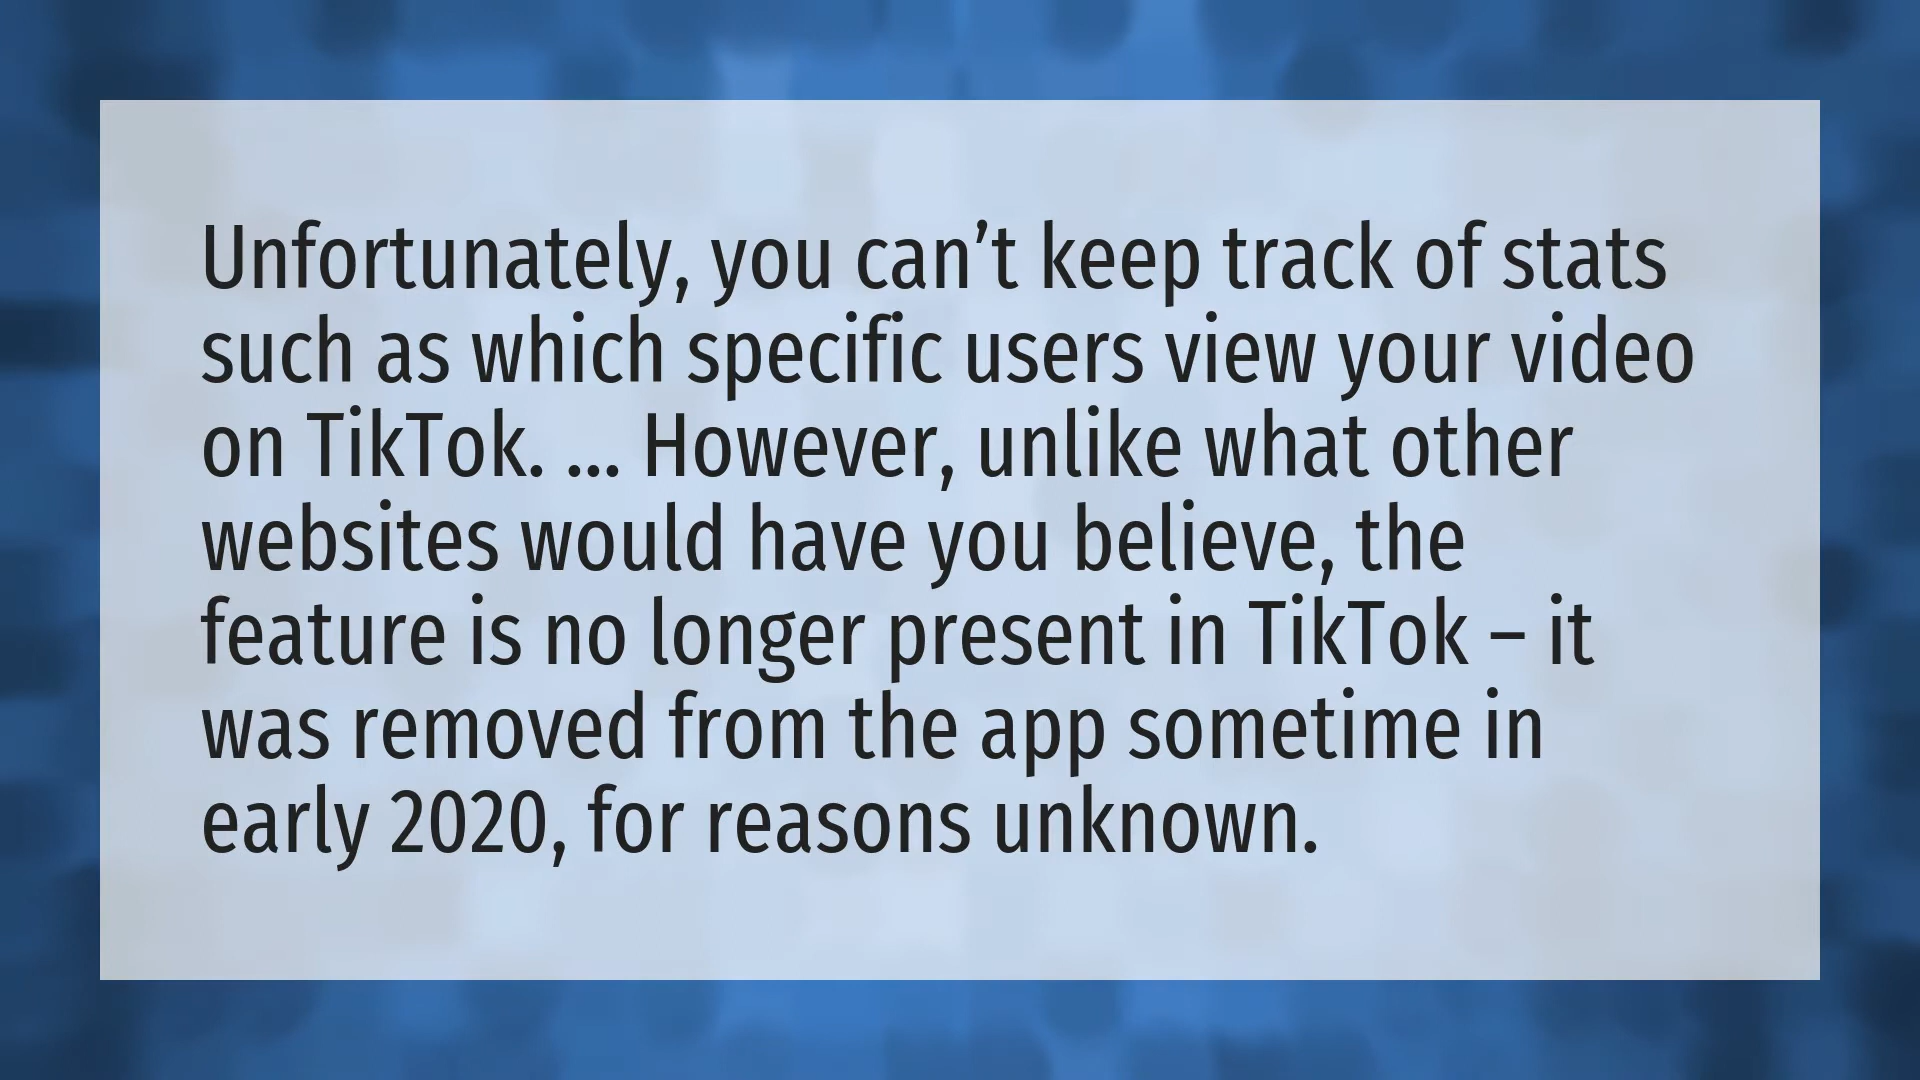 Unfortunately, you can’t keep track of stats
such as which specific users view your video
on TikTok. ... However, unlike what other
websites would have you believe, the
feature is no longer present in TikTok – it
was removed from the app sometime in
early 2020, for reasons unknown.